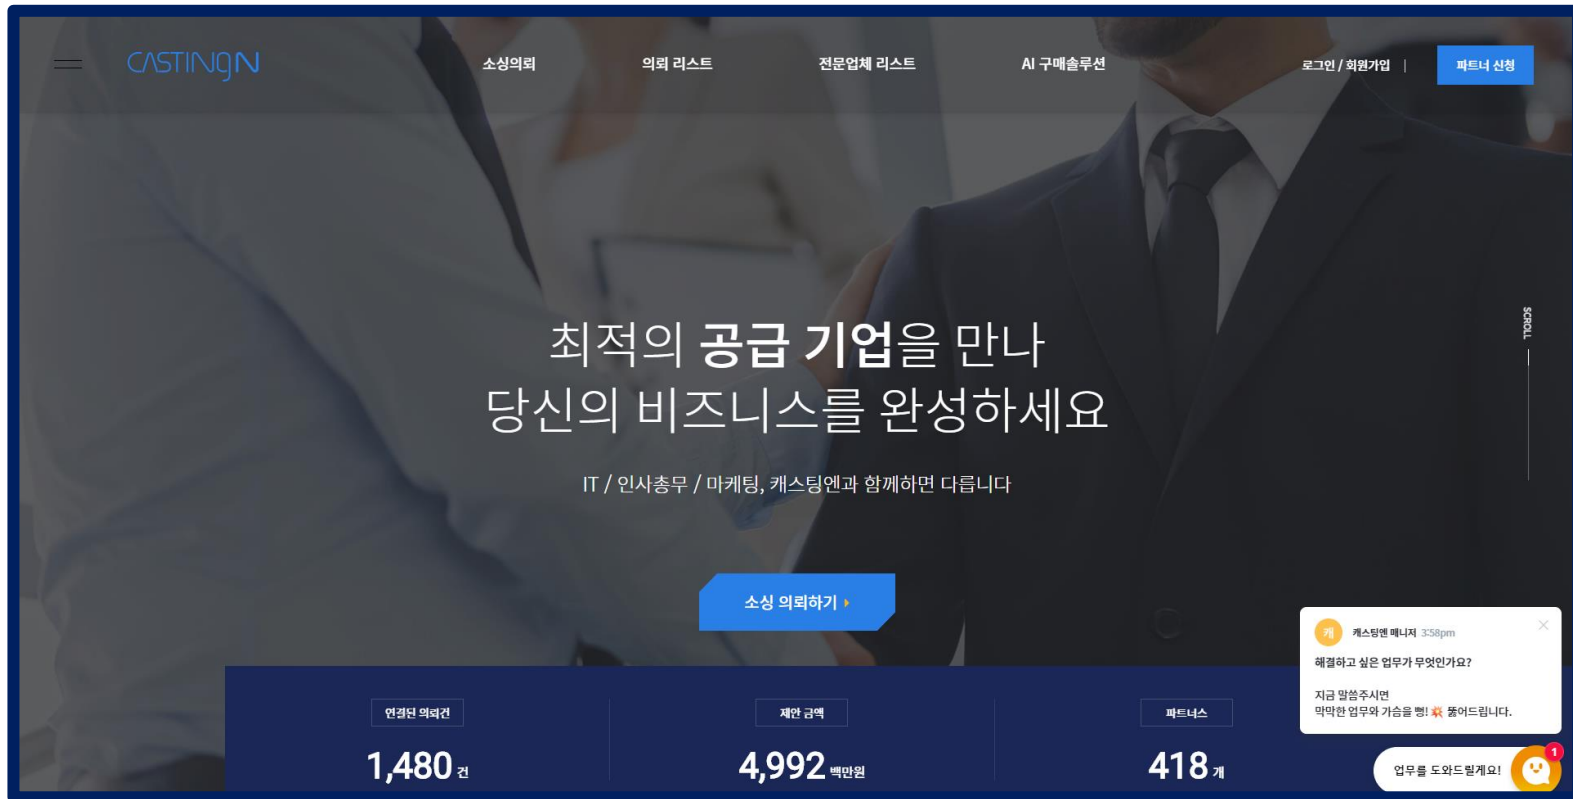 CASTINGN
소싱의뢰
의뢰 리스트
전문업체 리스트
AI 구매솔루션
로그인 / 회원가입 |
파트너 신청
최적의 공급 기업을 만나
당신의 비즈니스를 완성하세요
IT / 인사총무 / 마케팅, 캐스팅엔과 함께하면 다릅니다
소싱 의뢰하기
SCROLL
연결된 의뢰건
1,480 건
제안 금액
4,992 백만원
파트너스
418 개
캐
캐스팅엔 매니저 3:58pm
해결하고 싶은 업무가 무엇인가요?
지금 말씀주시면
막막한 업무와 가슴을 뻥!💥 뚫어드립니다.
업무를 도와드릴게요!
1